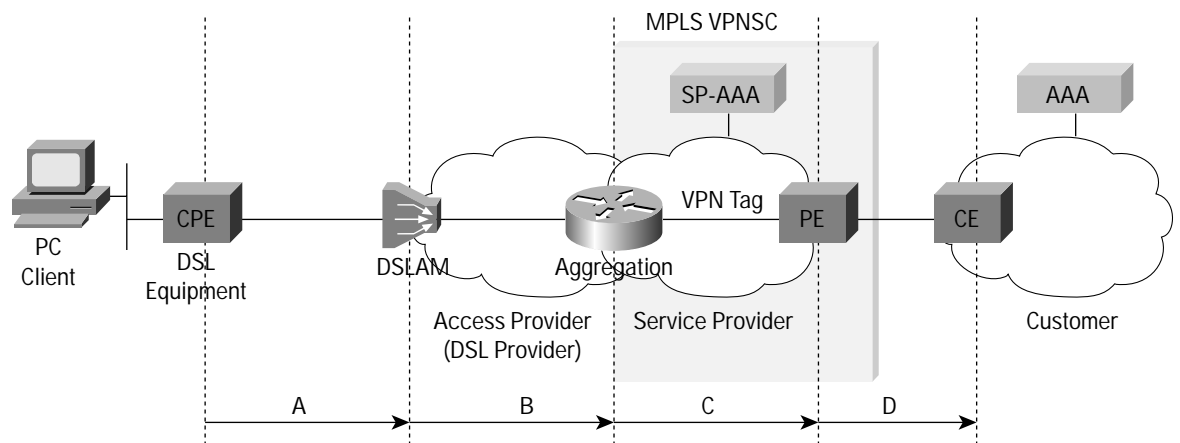 MPLS VPNSC
SP-AAA
AAA
CPE
VPN Tag
PE
CE
PC
Client
DSL
Equipment
DSLAM
Aggregation
Access Provider
(DSL Provider)
Service Provider
Customer
A
B
C
D